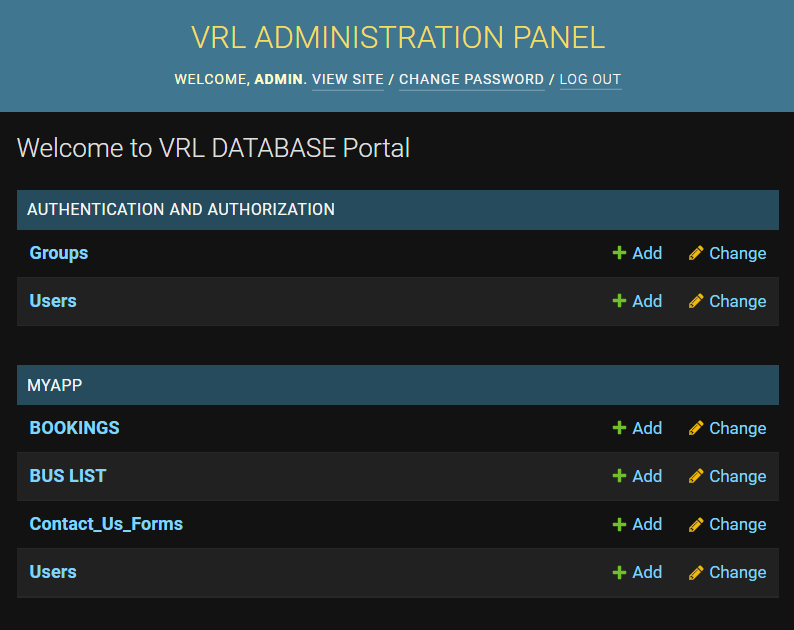 VRL ADMINISTRATION PANEL
WELCOME, ADMIN. VIEW SITE / CHANGE PASSWORD / LOG OUT
Welcome to VRL DATABASE Portal
AUTHENTICATION AND AUTHORIZATION
Groups Add Change
Users Add Change
MYAPP
BOOKINGS Add Change
BUS LIST Add Change
Contact_Us_Forms Add Change
Users Add Change